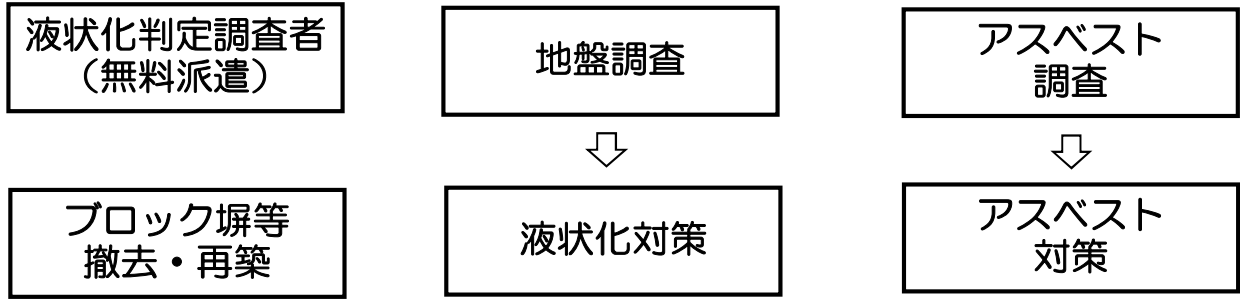 液状化判定調査者
（無料派遣）
地盤調査
アスベスト
調査
ブロック塀等
撤去・再築
液状化対策
アスベスト
対策